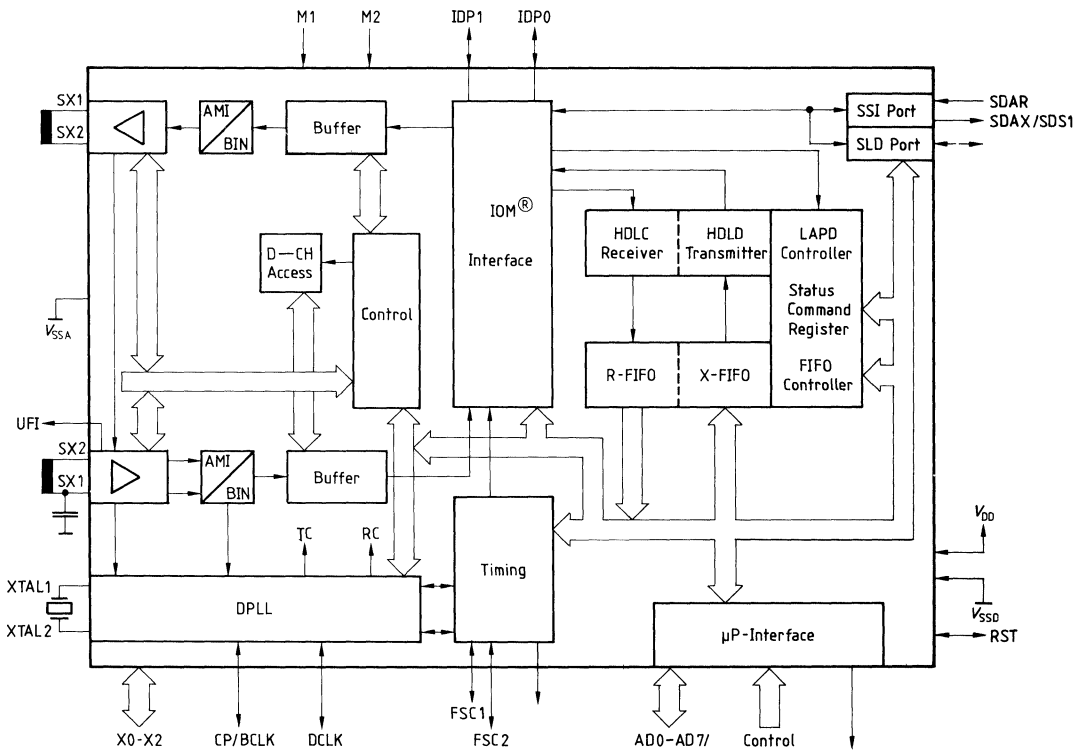 M1
M2
IDP1
IDP0
SX1
SX2
AMI
BIN
Buffer
IOM®
Interface
SSI Port
SLD Port
SDAR
SDAX/SDS1
D—CH
Access
Control
HDLC
Receiver
HDLD
Transmitter
LAPD
Controller
Status
Command
Register
FIFO
Controller
R-FIFO
X-FIFO
VSSA
UFI
SX2
SX1
AMI
BIN
Buffer
TC
RC
Timing
VDD
VSSD
RST
XTAL1
XTAL2
DPLL
µP-Interface
X0-X2
CP/BCLK
DCLK
FSC1
FSC2
AD0-AD7/
Control